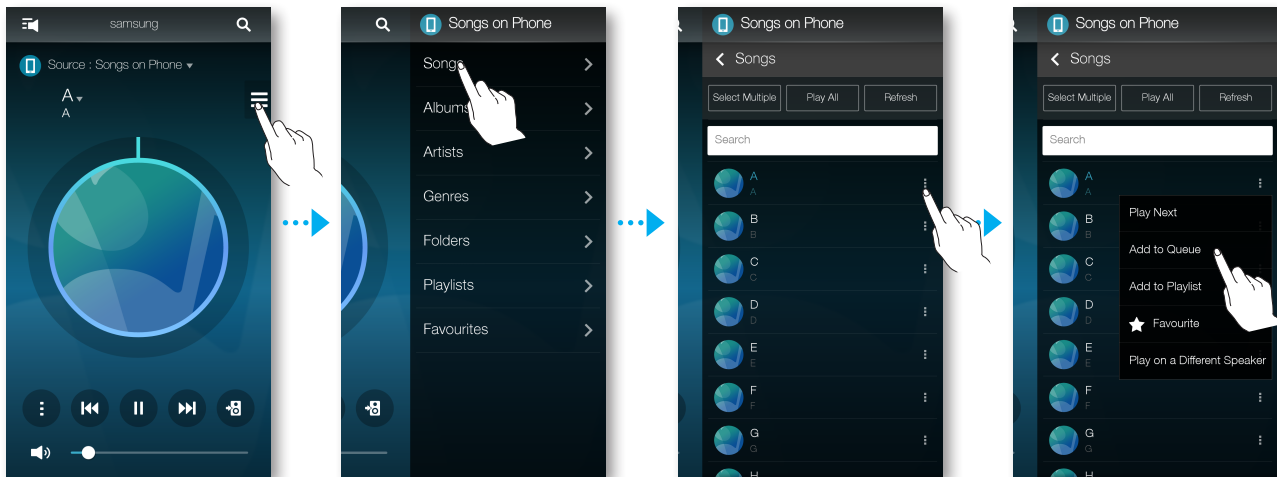 samsung
Source : Songs on Phone
A
A
Songs on Phone
Songs
Albums
Artists
Genres
Folders
Playlists
Favourites
Songs on Phone
Songs
Select Multiple Play All Refresh
Search
A
A
B
B
C
C
D
D
E
E
F
F
G
G
H
Songs on Phone
Songs
Select Multiple Play All Refresh
Search
A
A
B
B
C
C
D
D
E
E
F
F
G
G
H
Play Next
Add to Queue
Add to Playlist
Favourite
Play on a Different Speaker